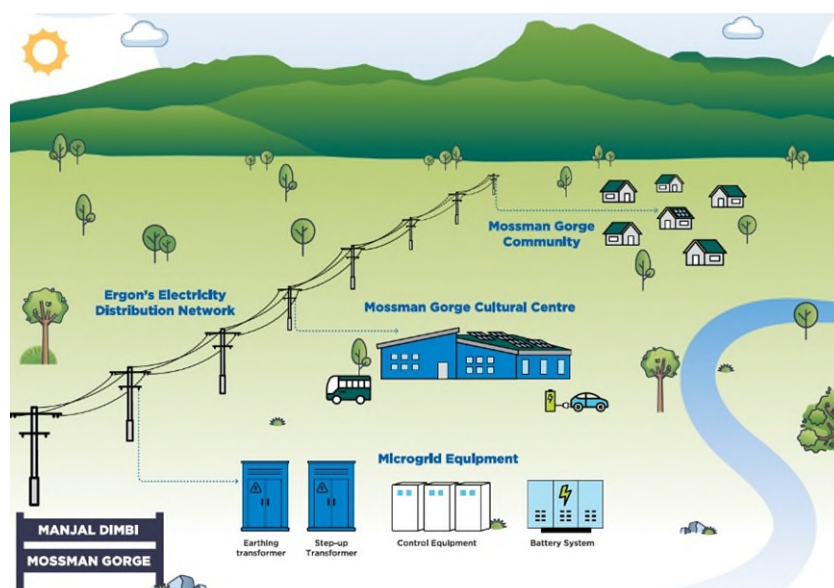 Mossman Gorge
Community
Ergon's Electricity
Distribution Network
Mossman Gorge Cultural Centre
Microgrid Equipment
Earthing
transformer
Step-up
Transformer
Control Equipment
Battery System
MANJAL DIMBI
MOSSMAN GORGE